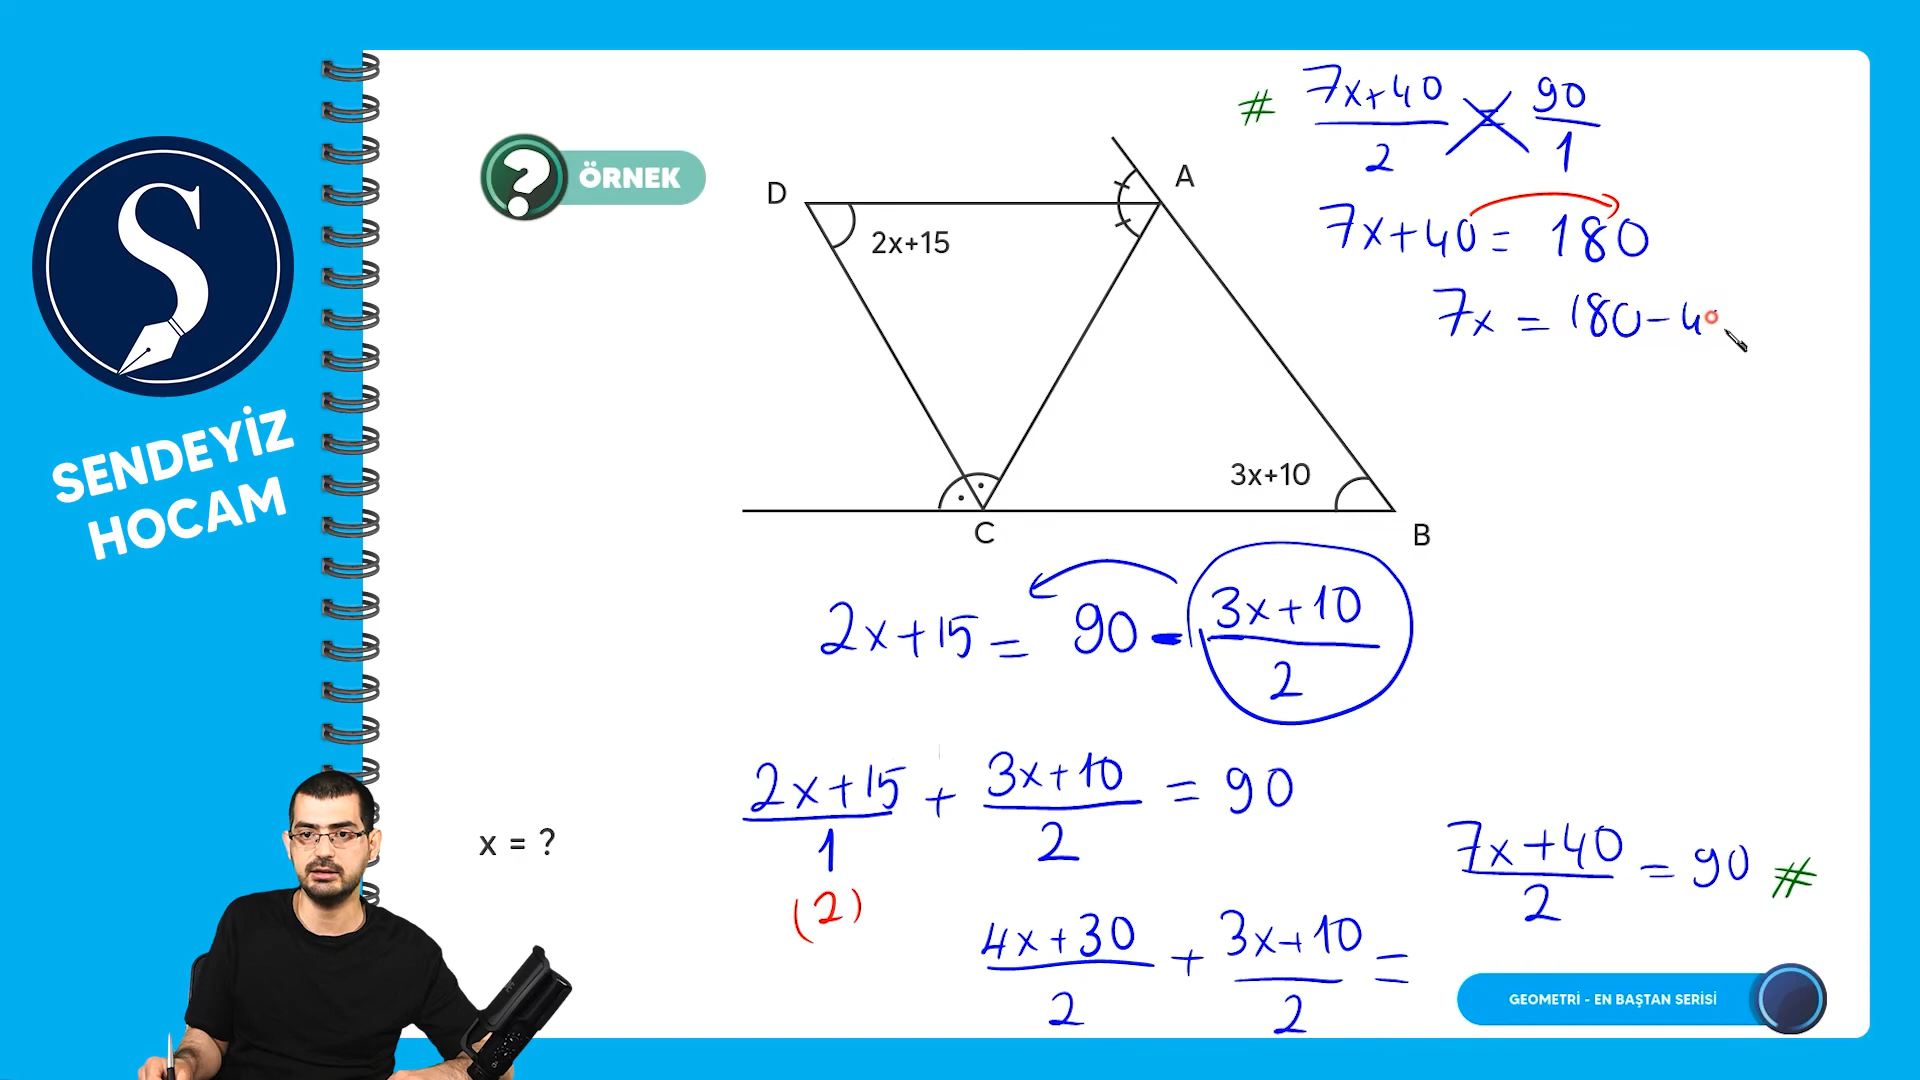 SENDEYİZ
HOCAM
ÖRNEK
D
A
2x+15
3x+10
C
B
x = ?
# 7x+40/2 = 90/1
7x+40 = 180
7x = 180-40
2x+15 = 90 - 3x+10/2
2x+15/1 + 3x+10/2 = 90
(2)
4x+30/2 + 3x+10/2 =
7x+40/2 = 90 #
GEOMETRİ - EN BAŞTAN SERİSİ